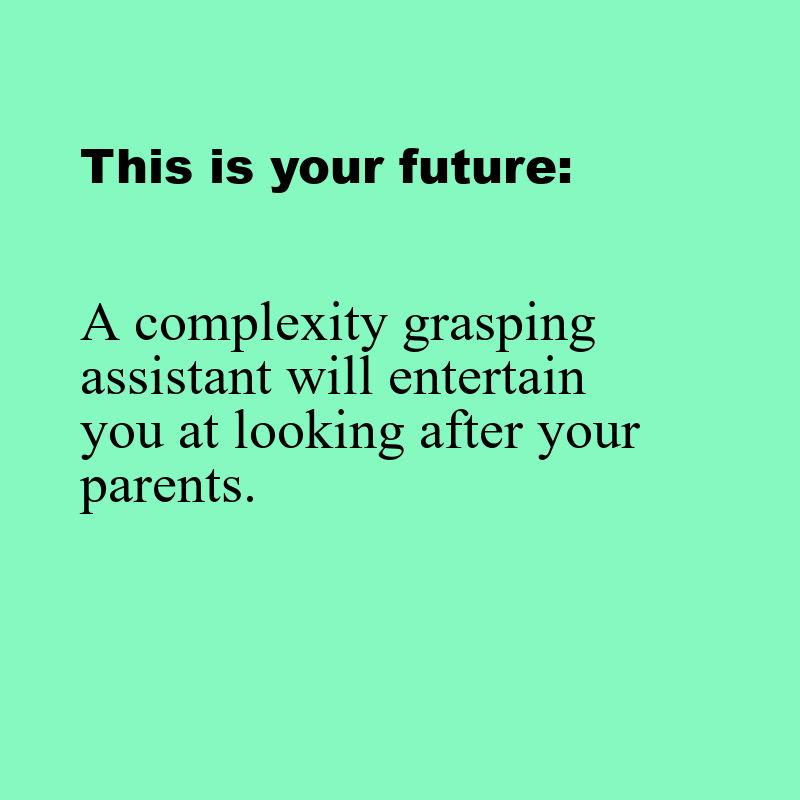 This is your future:
A complexity grasping
assistant will entertain
you at looking after your
parents.